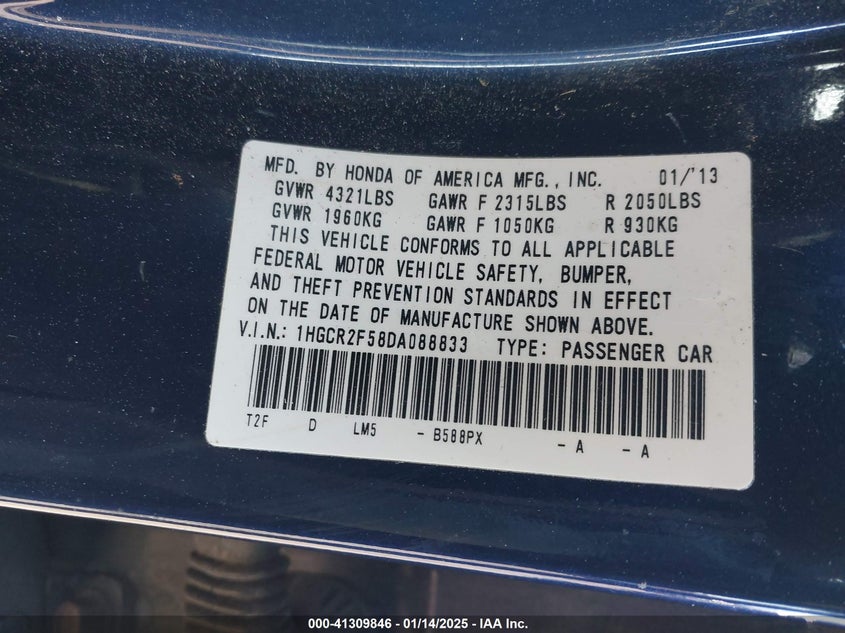 MFD. BY HONDA OF AMERICA MFG., INC. 01/'13
GVWR 4321LBS GAWR F 2315LBS R 2050LBS
GVWR 1960KG GAWR F 1050KG R 930KG
THIS VEHICLE CONFORMS TO ALL APPLICABLE
FEDERAL MOTOR VEHICLE SAFETY, BUMPER,
AND THEFT PREVENTION STANDARDS IN EFFECT
ON THE DATE OF MANUFACTURE SHOWN ABOVE.
V.I.N.: 1HGCR2F58DA088833 TYPE: PASSENGER CAR
T2F D LM5 - B588PX - A - A
000-41309846 - 01/14/2025 - IAA Inc.